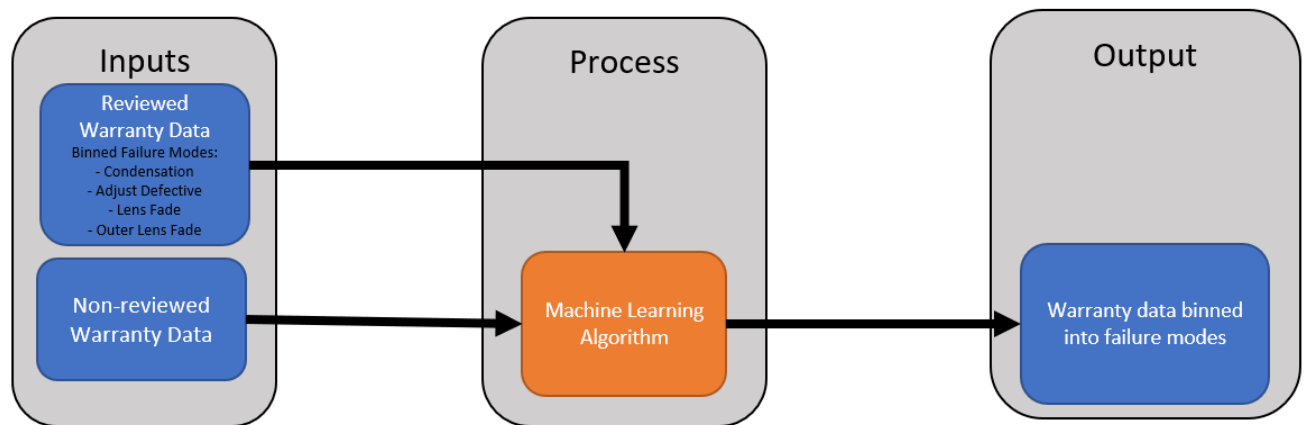 Inputs
Reviewed
Warranty Data
Binned Failure Modes:
- Condensation
- Adjust Defective
- Lens Fade
- Outer Lens Fade
Non-reviewed
Warranty Data
Process
Machine Learning
Algorithm
Output
Warranty data binned
into failure modes